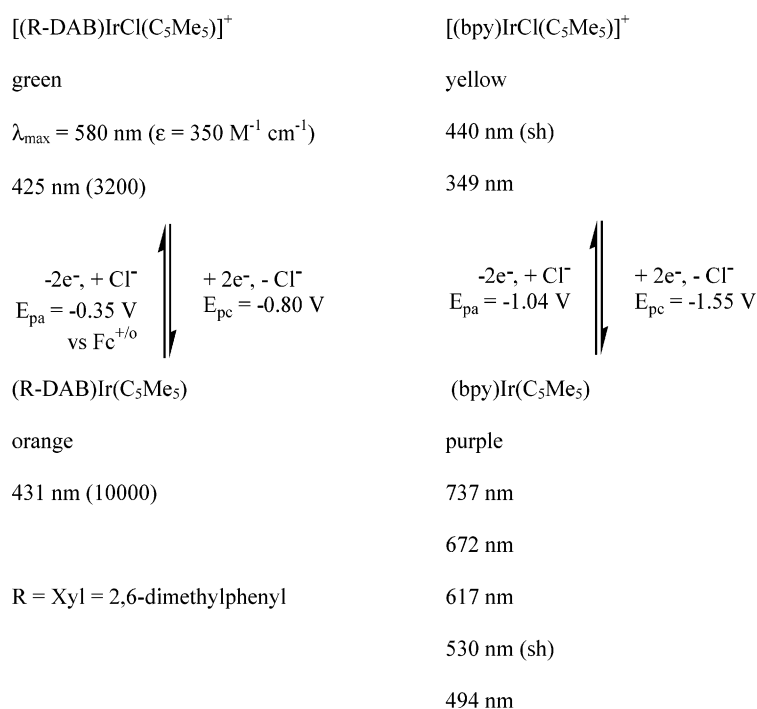 [(R-DAB)IrCl(C₅Me₅)]⁺
green
λmax = 580 nm (ε = 350 M⁻¹ cm⁻¹)
425 nm (3200)
-2e⁻, + Cl⁻
Epa = -0.35 V
vs Fc⁺/⁰
+ 2e⁻, - Cl⁻
Epc = -0.80 V
(R-DAB)Ir(C₅Me₅)
orange
431 nm (10000)
R = Xyl = 2,6-dimethylphenyl
[(bpy)IrCl(C₅Me₅)]⁺
yellow
440 nm (sh)
349 nm
-2e⁻, + Cl⁻
Epa = -1.04 V
+ 2e⁻, - Cl⁻
Epc = -1.55 V
(bpy)Ir(C₅Me₅)
purple
737 nm
672 nm
617 nm
530 nm (sh)
494 nm